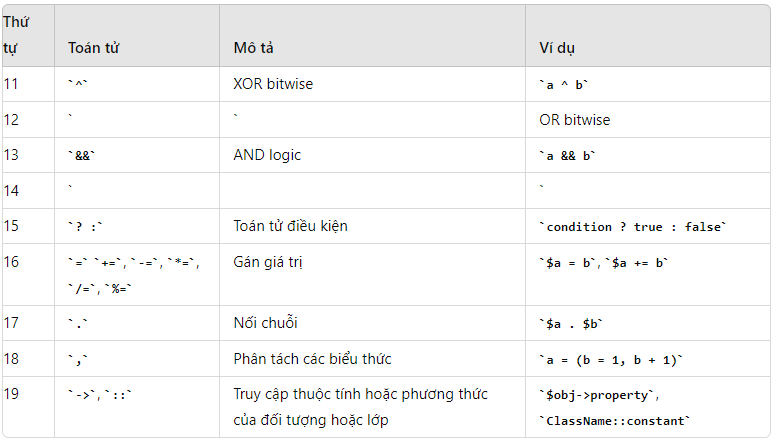 Thứ
tự Toán tử Mô tả Ví dụ
11 `^` XOR bitwise `a ^ b`
12 ` ` OR bitwise
13 `&&` AND logic `a && b`
14 ` `
15 `? :` Toán tử điều kiện `condition ? true : false`
16 `=` `+=`, `-=`, `*=`, Gán giá trị `$a = b`, `$a += b`
`/=`, `%=`
17 `.` Nối chuỗi `$a . $b`
18 `,` Phân tách các biểu thức `a = (b = 1, b + 1)`
19 `->`, `::` Truy cập thuộc tính hoặc phương thức `$obj->property`,
của đối tượng hoặc lớp `ClassName::constant`